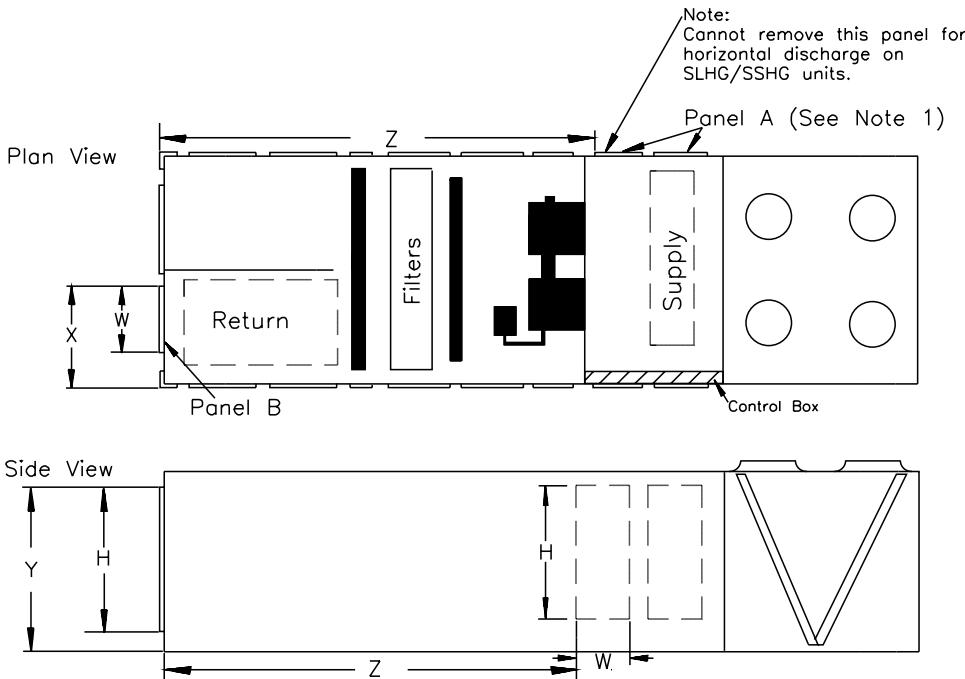 Note:
Cannot remove this panel for
horizontal discharge on
SLHG/SSHG units.
Panel A (See Note 1)
Z
Plan View
Filters
Supply
Return
X
W
Panel B
Control Box
Side View
Y
H
H
Z
W.